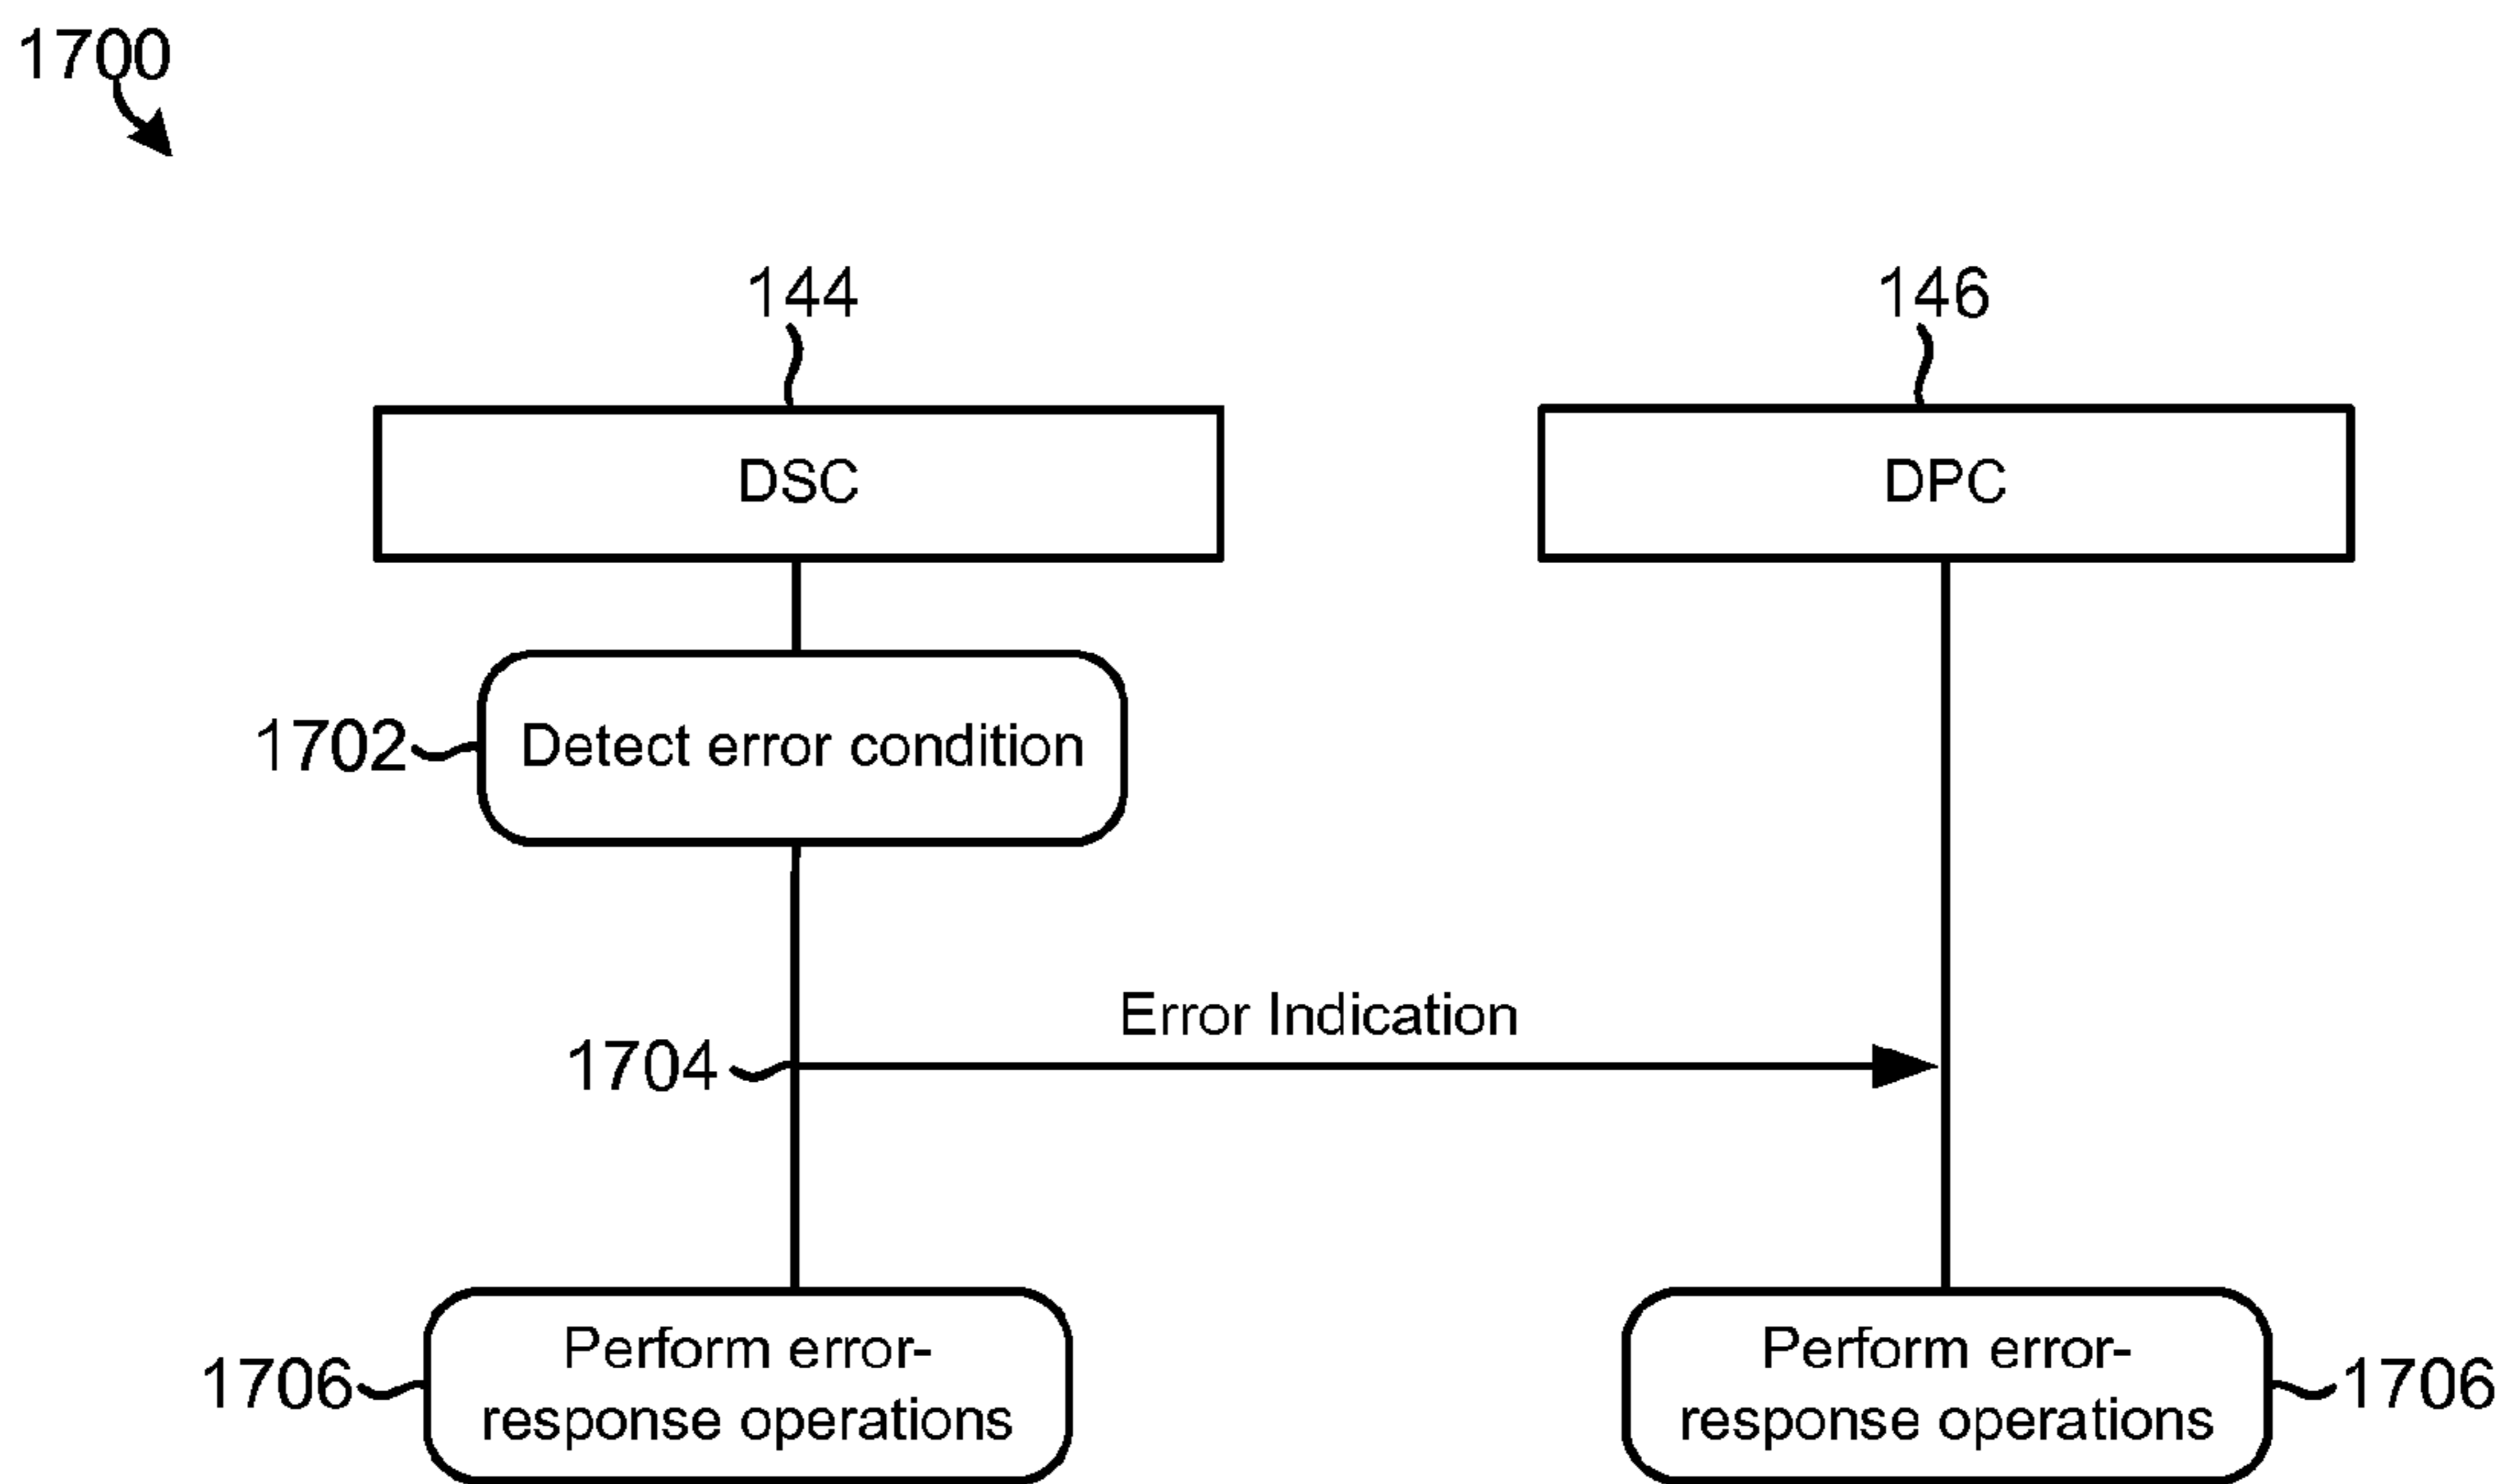 1700
144
146
DSC
DPC
1702
Detect error condition
Error Indication
1704
1706
Perform error-
response operations
Perform error-
response operations
1706